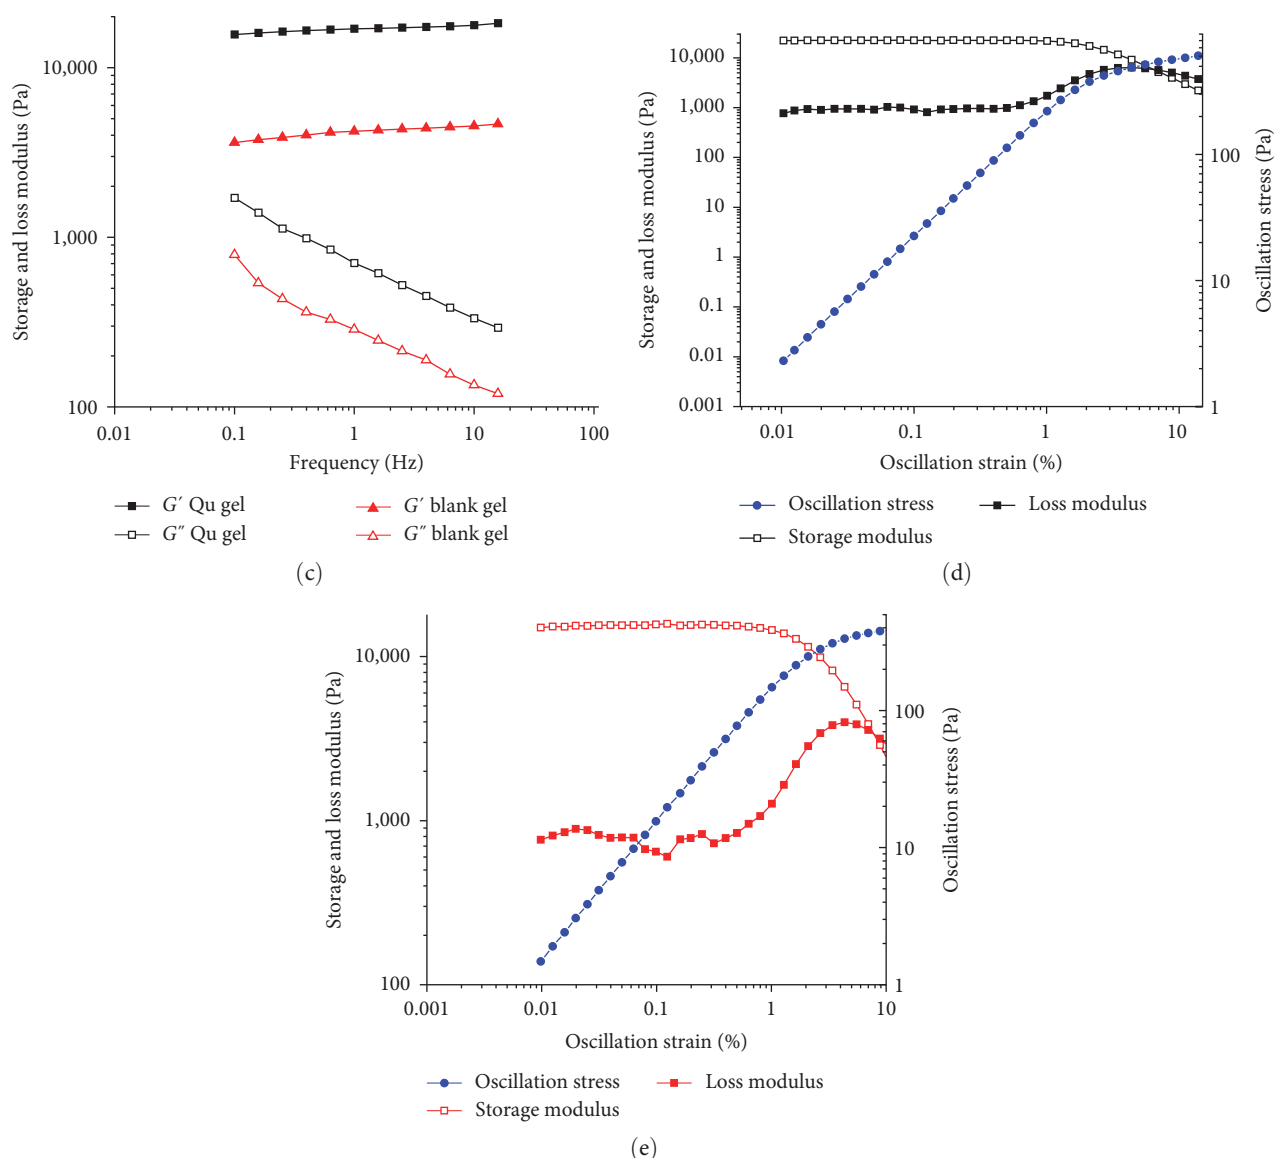 Storage and loss modulus (Pa)
10,000
1,000
100
0.01 0.1 1 10 100
Frequency (Hz)
G′ Qu gel G′ blank gel
G″ Qu gel G″ blank gel
(c)
Storage and loss modulus (Pa)
10,000
1,000
100
10
1
0.1
0.01
0.001
0.01 0.1 1 10
Oscillation strain (%)
100
10
1
Oscillation stress (Pa)
Oscillation stress Loss modulus
Storage modulus
(d)
Storage and loss modulus (Pa)
10,000
1,000
100
0.001 0.01 0.1 1 10
Oscillation strain (%)
100
10
1
Oscillation stress (Pa)
Oscillation stress Loss modulus
Storage modulus
(e)